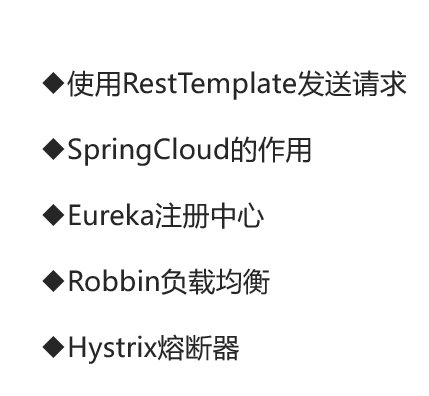 ◆使用RestTemplate发送请求
◆SpringCloud的作用
◆Eureka注册中心
◆Robbin负载均衡
◆Hystrix熔断器